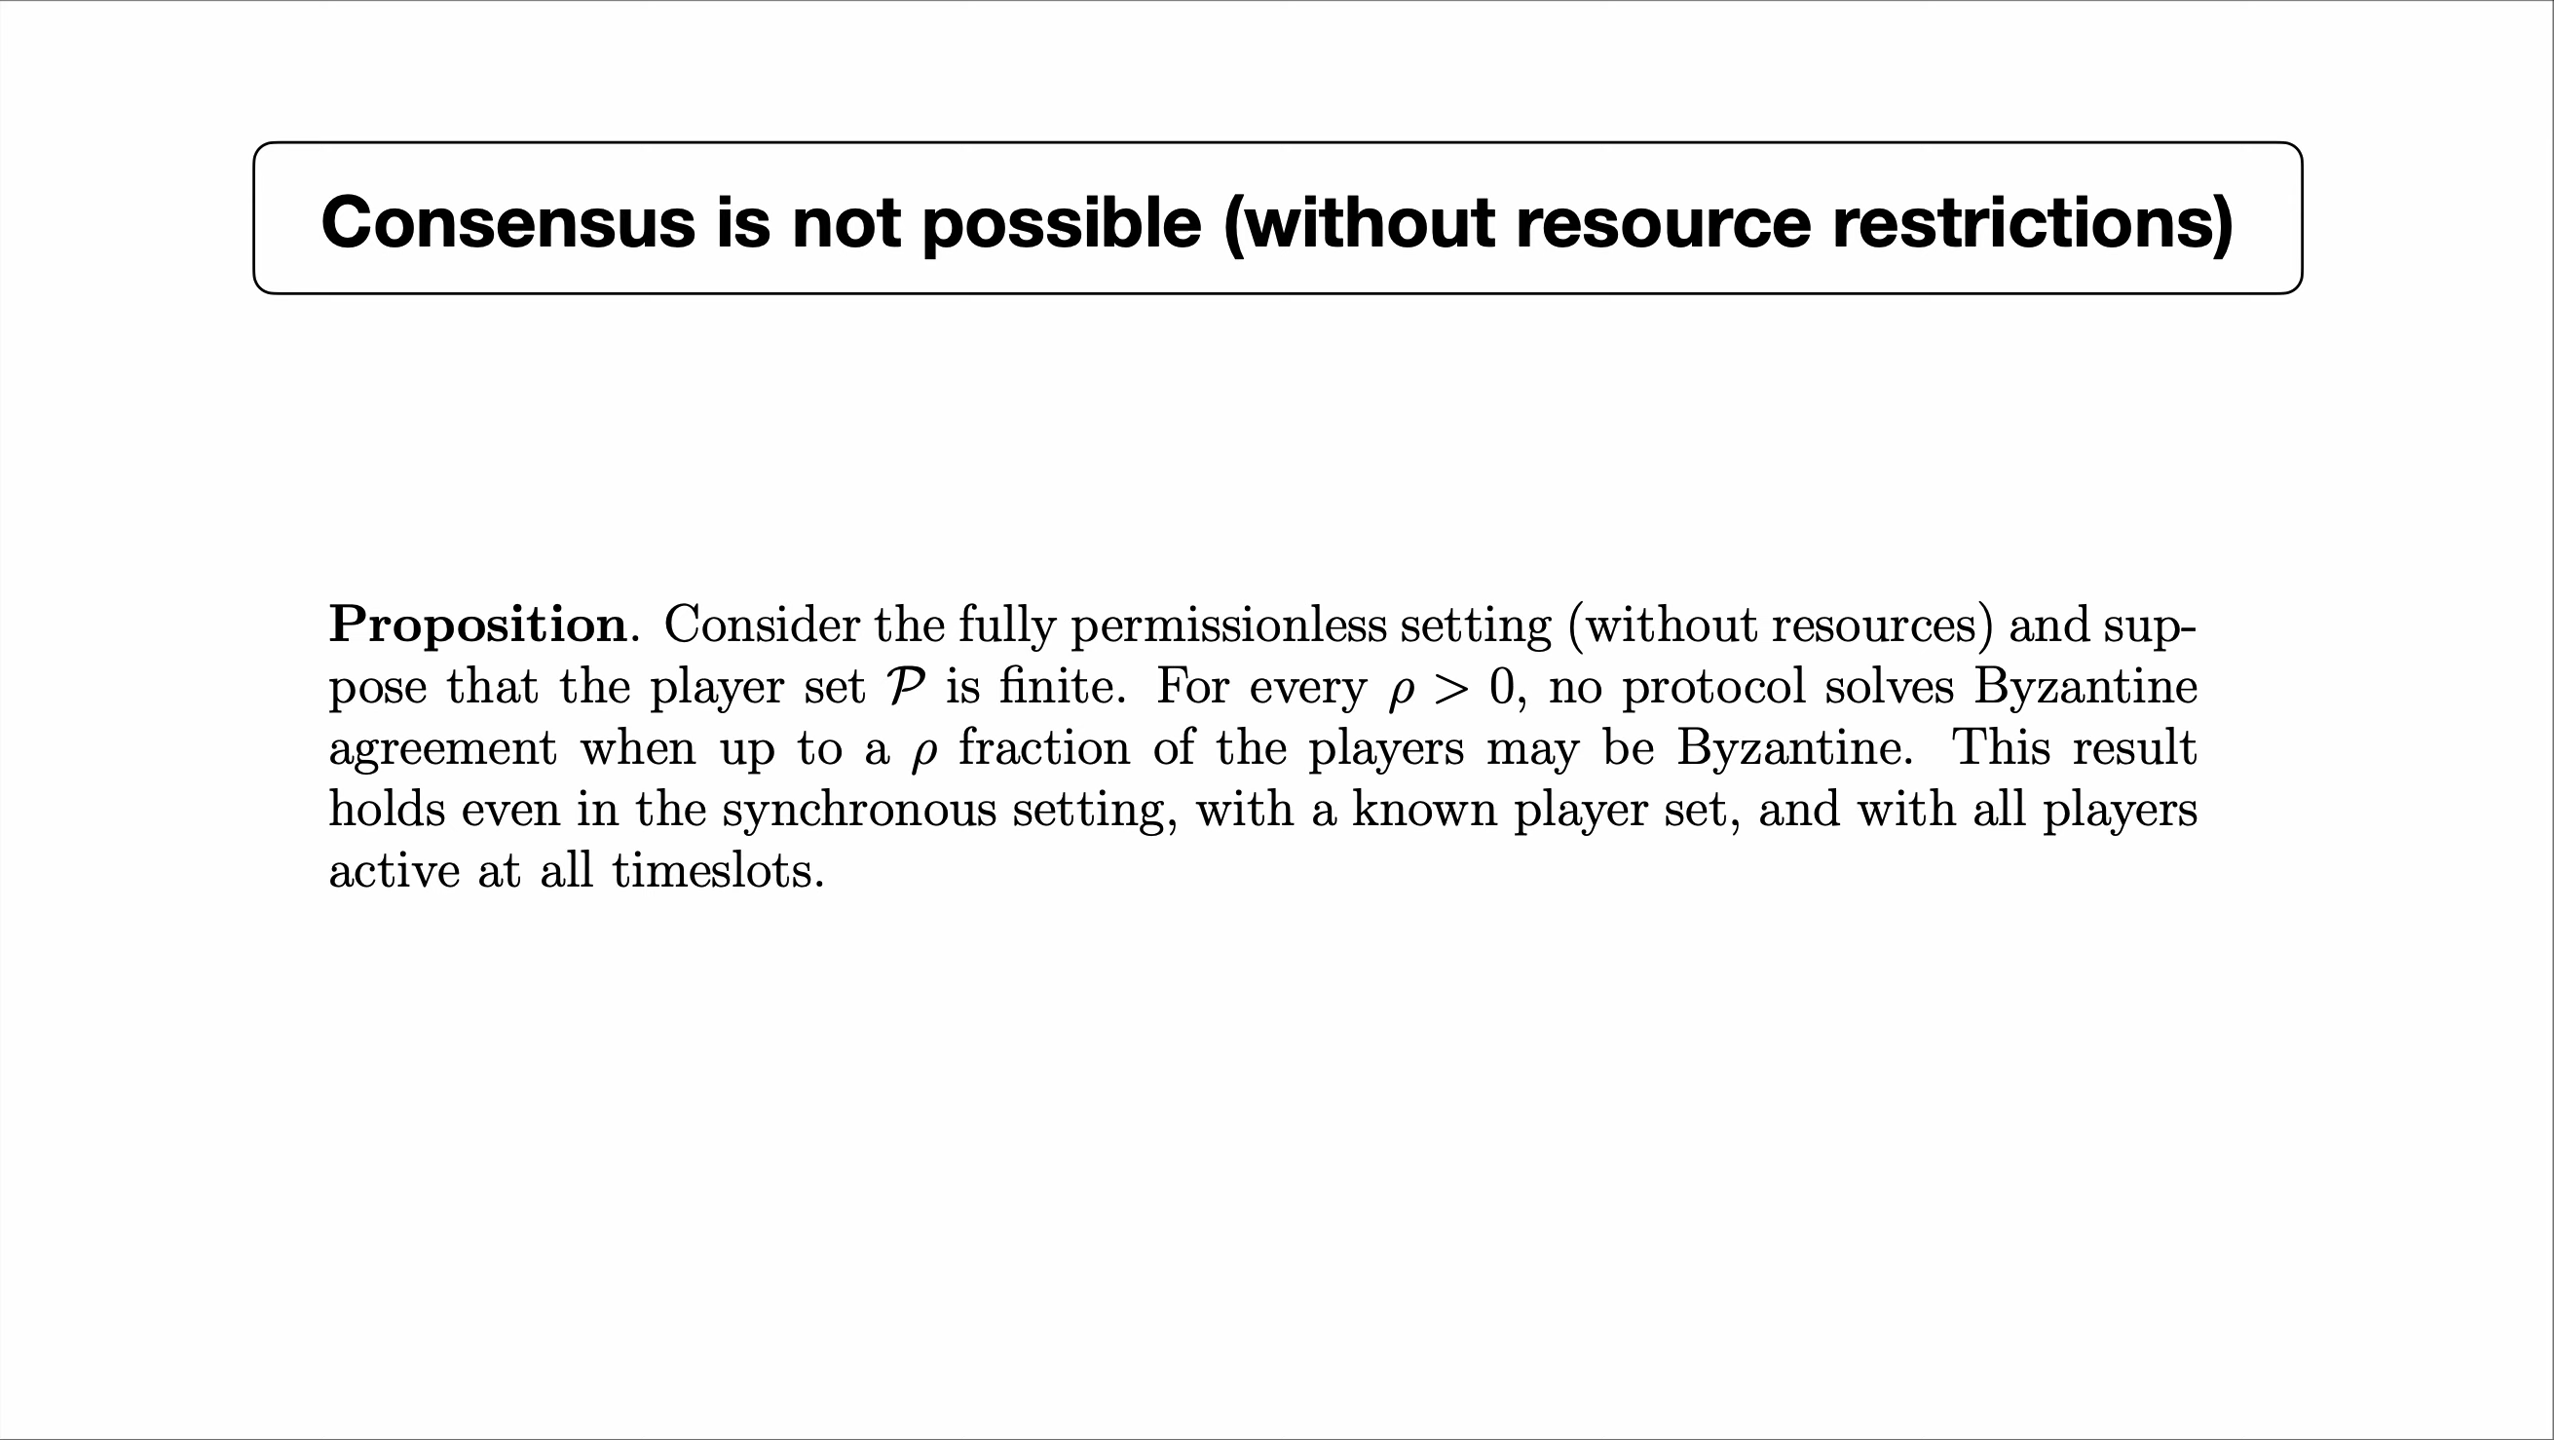 Consensus is not possible (without resource restrictions)
Proposition. Consider the fully permissionless setting (without resources) and sup-
pose that the player set 𝒫 is finite. For every ρ > 0, no protocol solves Byzantine
agreement when up to a ρ fraction of the players may be Byzantine. This result
holds even in the synchronous setting, with a known player set, and with all players
active at all timeslots.